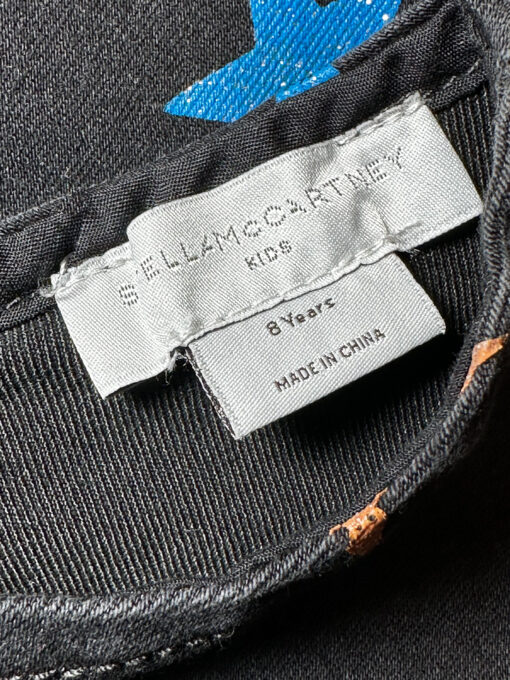 STELLAMCCARTNEY
KIDS
8 Years
MADE IN CHINA